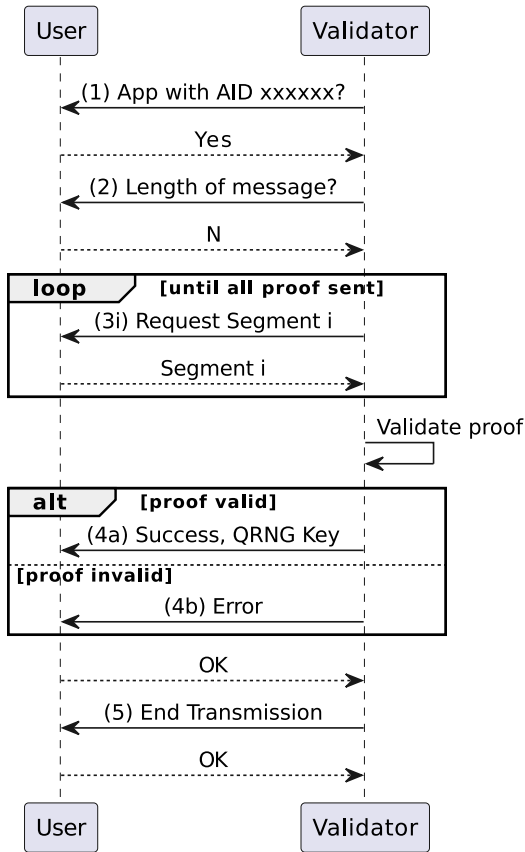 User Validator
(1) App with AID xxxxxx?
Yes
(2) Length of message?
N
loop [until all proof sent]
(3i) Request Segment i
Segment i
Validate proof
alt [proof valid]
(4a) Success, QRNG Key
[proof invalid]
(4b) Error
OK
(5) End Transmission
OK
User Validator